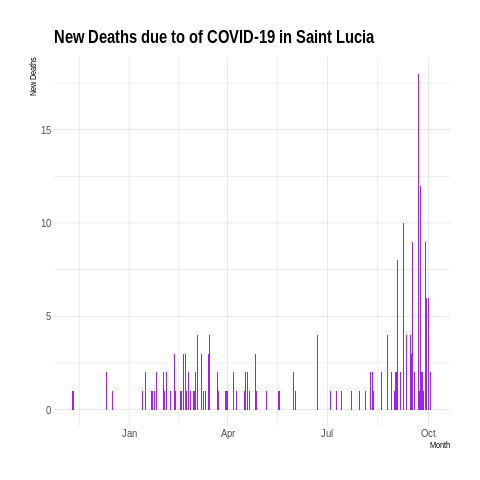 New Deaths due to of COVID-19 in Saint Lucia
New Deaths
15
10
5
0
Jan Apr Jul Oct
Month